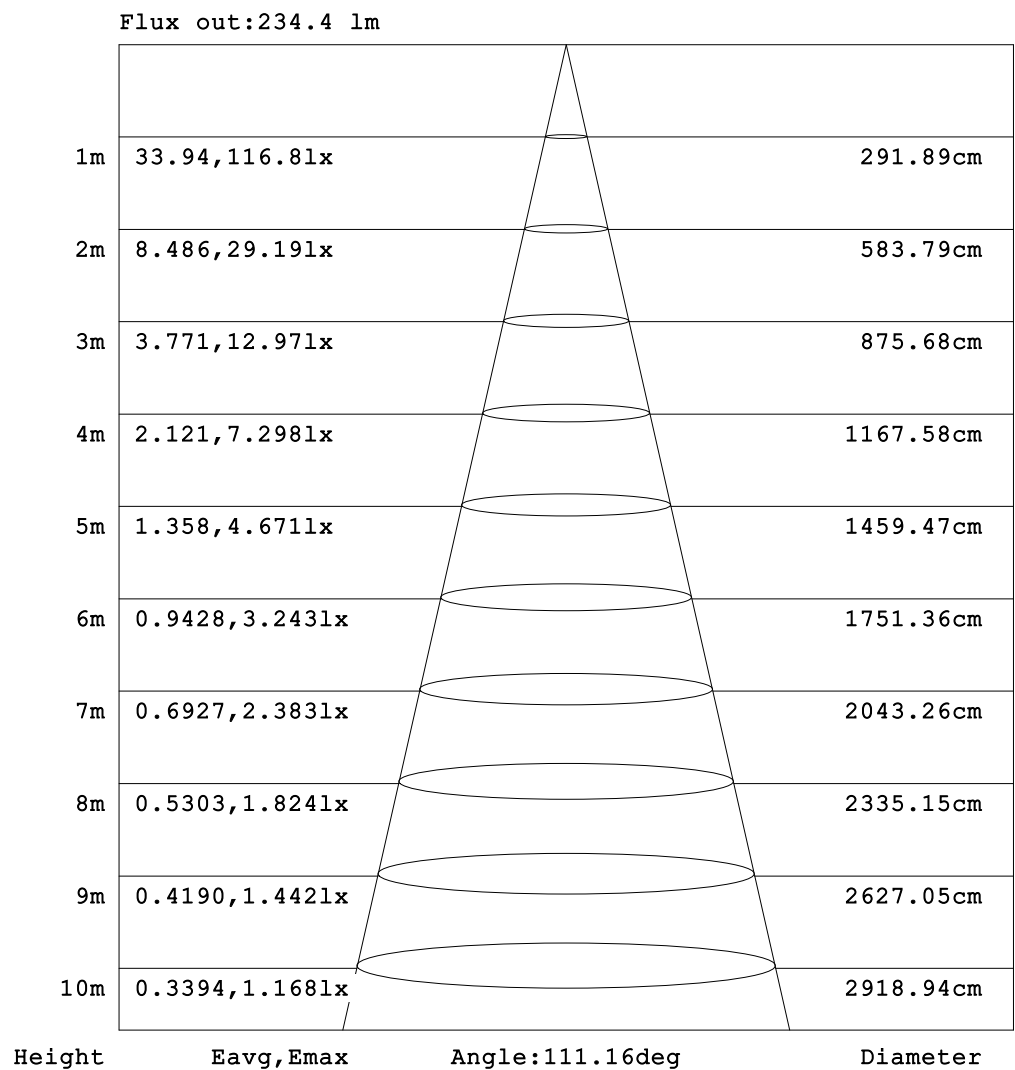 Flux out:234.4 lm
1m 33.94,116.8lx 291.89cm
2m 8.486,29.19lx 583.79cm
3m 3.771,12.97lx 875.68cm
4m 2.121,7.298lx 1167.58cm
5m 1.358,4.671lx 1459.47cm
6m 0.9428,3.243lx 1751.36cm
7m 0.6927,2.383lx 2043.26cm
8m 0.5303,1.824lx 2335.15cm
9m 0.4190,1.442lx 2627.05cm
10m 0.3394,1.168lx 2918.94cm
Height Eavg,Emax Angle:111.16deg Diameter